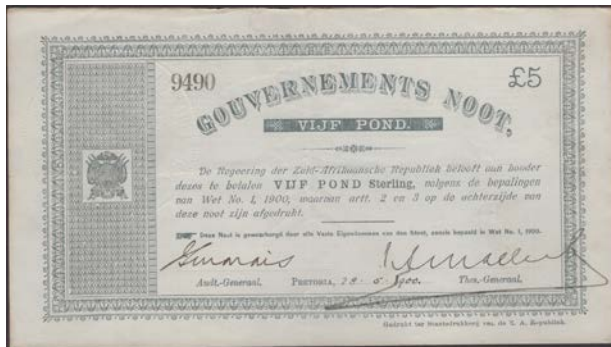 9490
£5
GOUVERNEMENTS NOOT,
VIJF POND.
De Regeering der Zuid-Afrikaansche Republiek belooft aan houder
dezes te betalen VIJF POND Sterling, volgens de bepalingen
van Wet No. 1, 1900, waarvan artt. 2 en 3 op de achterzijde van
deze noot zijn afgedrukt.
Deze Noot is gewaarborgd door alle Vaste Eigendommen van den Staat, zooals bepaald in Wet No. 1, 1900.
Audt.-Generaal. PRETORIA, 28-5-1900. Thes.-Generaal.
Gedrukt ter Staatsdrukkerij van de Z. A. Republiek.